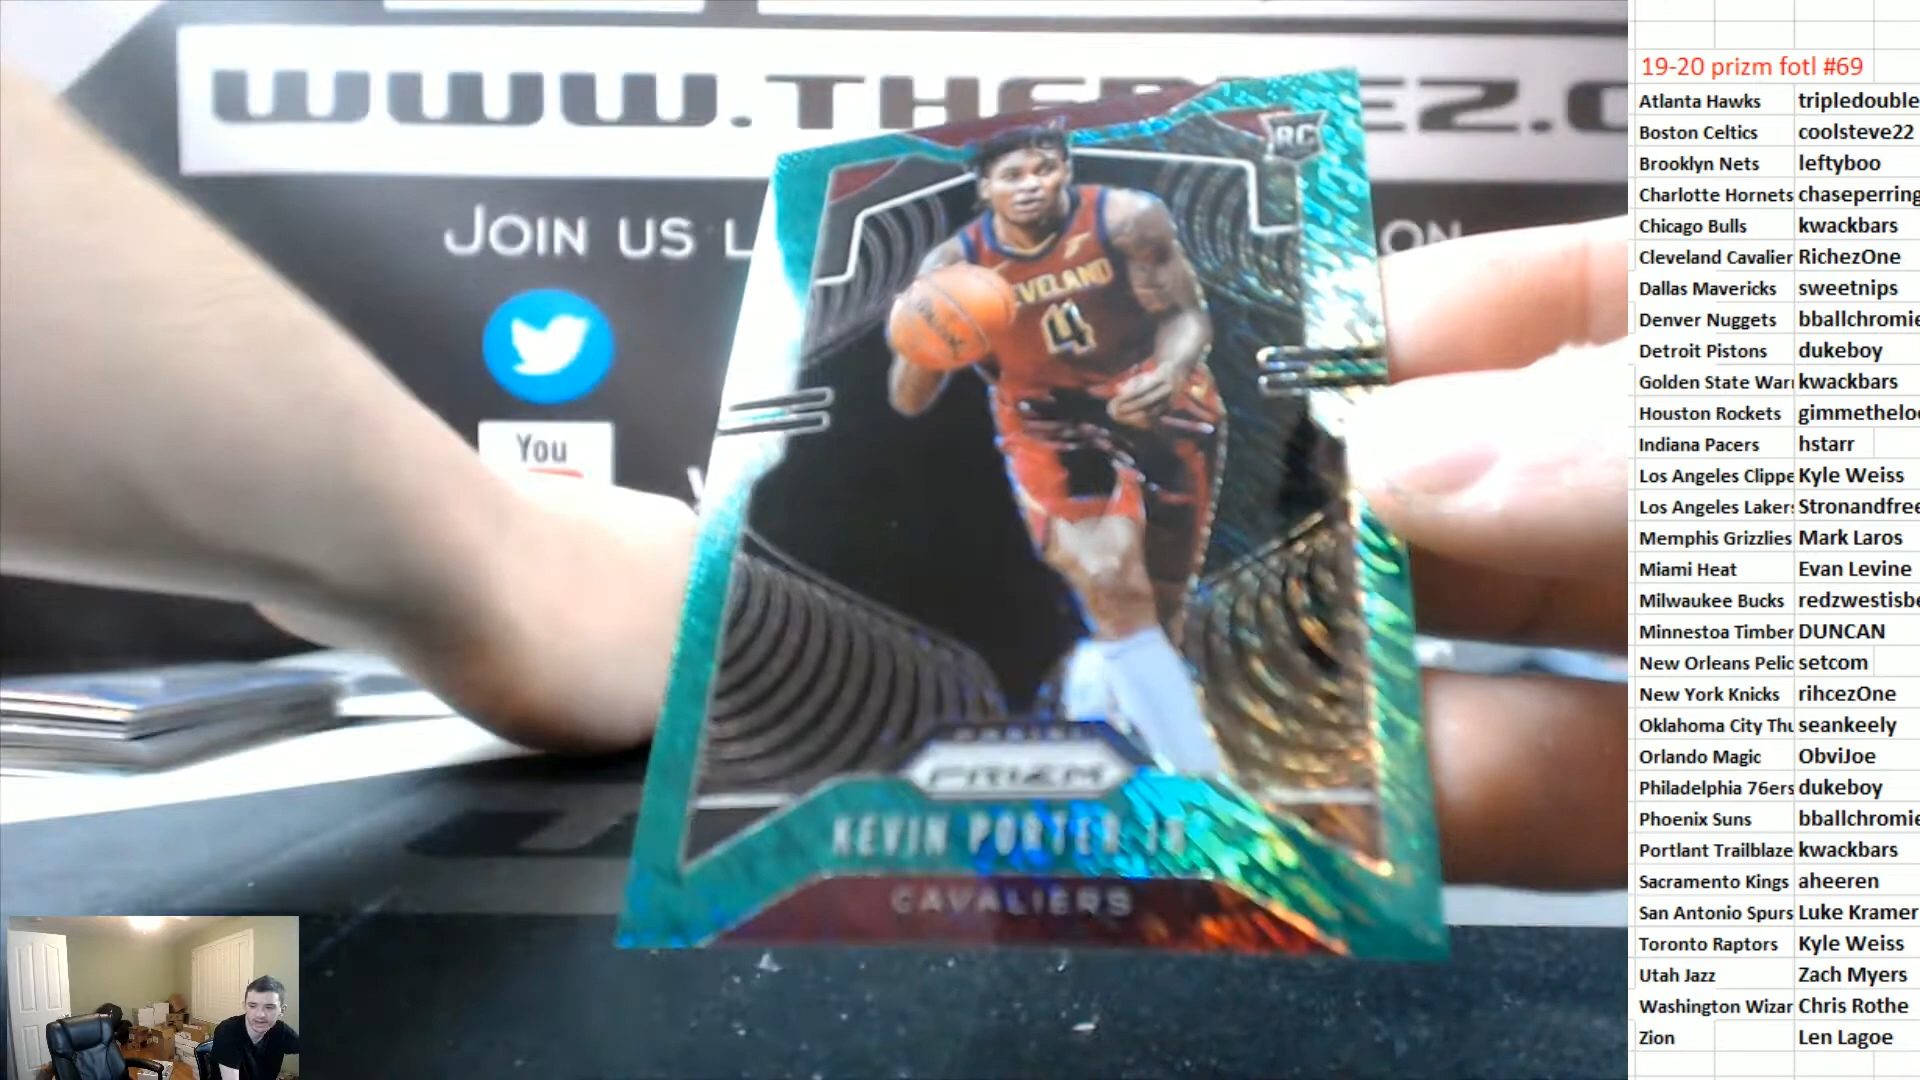 WWW.THEBREEZ.C
JOIN US L
ON
You
RC
CLEVELAND
4
PANINI
PRIZM
KEVIN PORTER JR
CAVALIERS
19-20 prizm fotl #69
Atlanta Hawks tripledouble
Boston Celtics coolsteve22
Brooklyn Nets leftyboo
Charlotte Hornets chaseperring
Chicago Bulls kwackbars
Cleveland Cavalier RichezOne
Dallas Mavericks sweetnips
Denver Nuggets bballchromie
Detroit Pistons dukeboy
Golden State Warr kwackbars
Houston Rockets gimmetheloo
Indiana Pacers hstarr
Los Angeles Clippe Kyle Weiss
Los Angeles Lakers Stronandfree
Memphis Grizzlies Mark Laros
Miami Heat Evan Levine
Milwaukee Bucks redzwestisbe
Minnestoa Timber DUNCAN
New Orleans Pelic setcom
New York Knicks rihcezOne
Oklahoma City Thu seankeely
Orlando Magic ObviJoe
Philadelphia 76ers dukeboy
Phoenix Suns bballchromie
Portlant Trailblaze kwackbars
Sacramento Kings aheeren
San Antonio Spurs Luke Kramer
Toronto Raptors Kyle Weiss
Utah Jazz Zach Myers
Washington Wizar Chris Rothe
Zion Len Lagoe